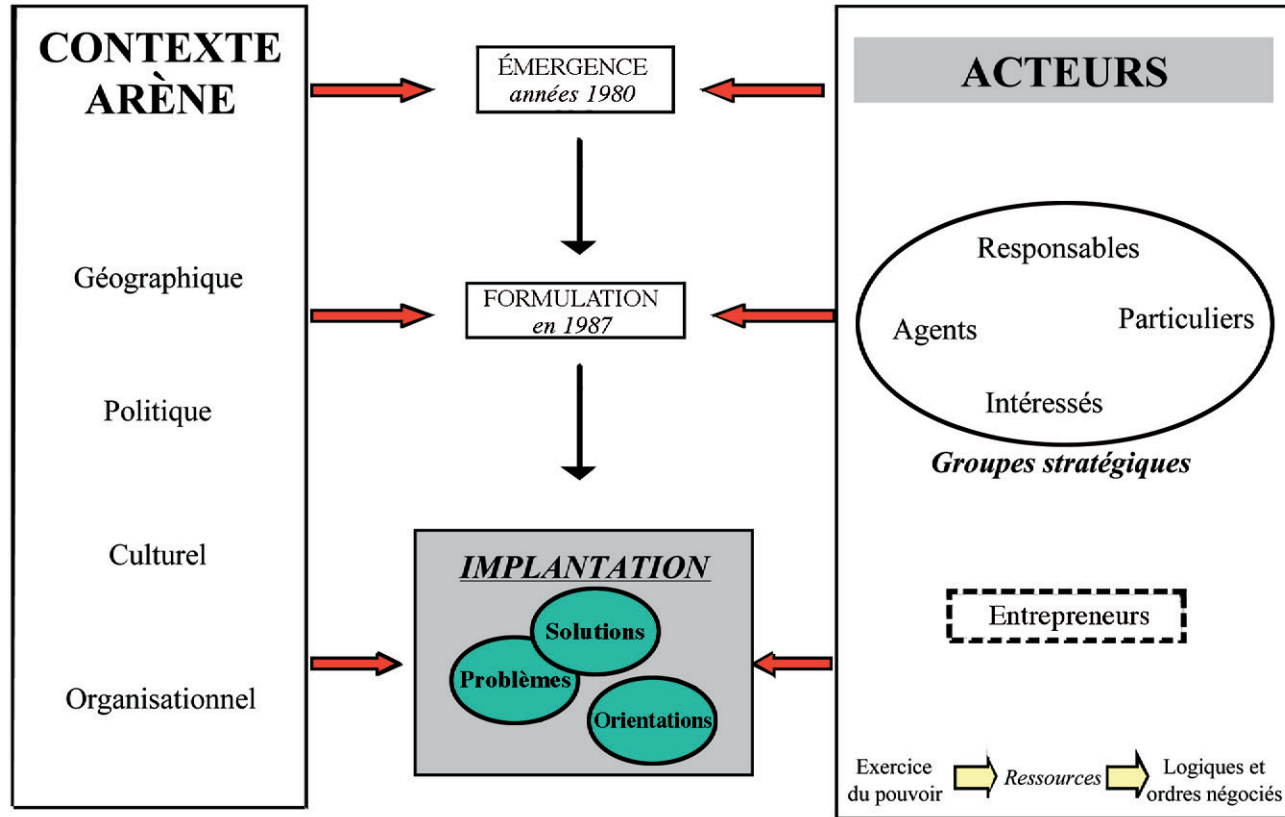 CONTEXTE
ARÈNE
Géographique
Politique
Culturel
Organisationnel
ÉMERGENCE
années 1980
FORMULATION
en 1987
IMPLANTATION
Solutions
Problèmes
Orientations
ACTEURS
Responsables
Particuliers
Agents
Intéressés
Groupes stratégiques
Entrepreneurs
Exercice
du pouvoir
Ressources
Logiques et
ordres négociés